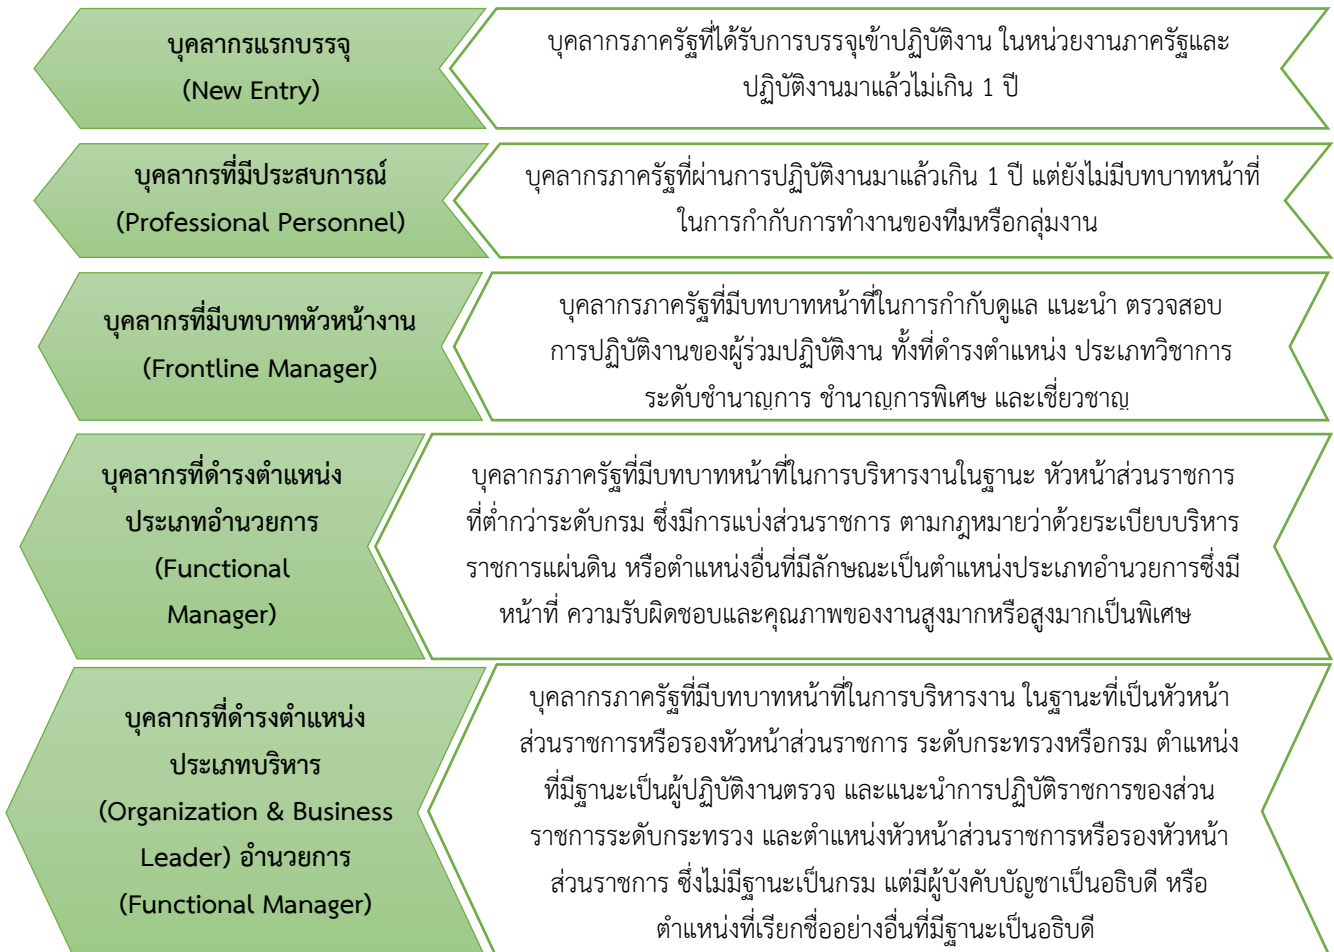 บุคลากรแรกบรรจุ
(New Entry)
บุคลากรภาครัฐที่ได้รับการบรรจุเข้าปฏิบัติงาน ในหน่วยงานภาครัฐและ
ปฏิบัติงานมาแล้วไม่เกิน 1 ปี
บุคลากรที่มีประสบการณ์
(Professional Personnel)
บุคลากรภาครัฐที่ผ่านการปฏิบัติงานมาแล้วเกิน 1 ปี แต่ยังไม่มีบทบาทหน้าที่
ในการกำกับการทำงานของทีมหรือกลุ่มงาน
บุคลากรที่มีบทบาทหัวหน้างาน
(Frontline Manager)
บุคลากรภาครัฐที่มีบทบาทหน้าที่ในการกำกับดูแล แนะนำ ตรวจสอบ
การปฏิบัติงานของผู้ร่วมปฏิบัติงาน ทั้งที่ดำรงตำแหน่ง ประเภทวิชาการ
ระดับชำนาญการ ชำนาญการพิเศษ และเชี่ยวชาญ
บุคลากรที่ดำรงตำแหน่ง
ประเภทอำนวยการ
(Functional
Manager)
บุคลากรภาครัฐที่มีบทบาทหน้าที่ในการบริหารงานในฐานะ หัวหน้าส่วนราชการ
ที่ต่ำกว่าระดับกรม ซึ่งมีการแบ่งส่วนราชการ ตามกฎหมายว่าด้วยระเบียบบริหาร
ราชการแผ่นดิน หรือตำแหน่งอื่นที่มีลักษณะเป็นตำแหน่งประเภทอำนวยการซึ่งมี
หน้าที่ ความรับผิดชอบและคุณภาพของงานสูงมากหรือสูงมากเป็นพิเศษ
บุคลากรที่ดำรงตำแหน่ง
ประเภทบริหาร
(Organization & Business
Leader) อำนวยการ
(Functional Manager)
บุคลากรภาครัฐที่มีบทบาทหน้าที่ในการบริหารงาน ในฐานะที่เป็นหัวหน้า
ส่วนราชการหรือรองหัวหน้าส่วนราชการ ระดับกระทรวงหรือกรม ตำแหน่ง
ที่มีฐานะเป็นผู้ปฏิบัติงานตรวจ และแนะนำการปฏิบัติราชการของส่วน
ราชการระดับกระทรวง และตำแหน่งหัวหน้าส่วนราชการหรือรองหัวหน้า
ส่วนราชการ ซึ่งไม่มีฐานะเป็นกรม แต่มีผู้บังคับบัญชาเป็นอธิบดี หรือ
ตำแหน่งที่เรียกชื่ออย่างอื่นที่มีฐานะเป็นอธิบดี